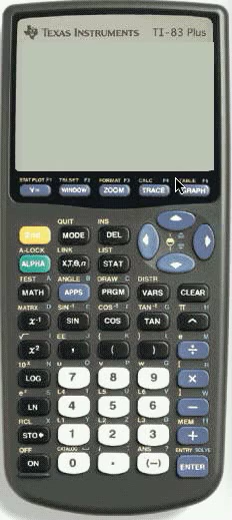 TEXAS INSTRUMENTS TI-83 Plus
STAT PLOT F1 TBLSET F2 FORMAT F3 CALC F4 TABLE F5
Y= WINDOW ZOOM TRACE GRAPH
QUIT INS
2nd MODE DEL
A-LOCK LINK LIST
ALPHA X,T,θ,n STAT
TEST A ANGLE B DRAW C DISTR
MATH APPS PRGM VARS CLEAR
MATRX D SIN⁻¹ E COS⁻¹ F TAN⁻¹ G π H
x⁻¹ SIN COS TAN ^
√ I EE J { K } L e M
x² , ( ) ÷
10ˣ N u O v P w Q [ R
LOG 7 8 9 ×
eˣ S L4 T L5 U L6 V ] W
LN 4 5 6 −
RCL X L1 Y L2 Z L3 θ MEM "
STO▸ 1 2 3 +
OFF CATALOG i ANS ? ENTRY SOLVE
ON 0 . (−) ENTER